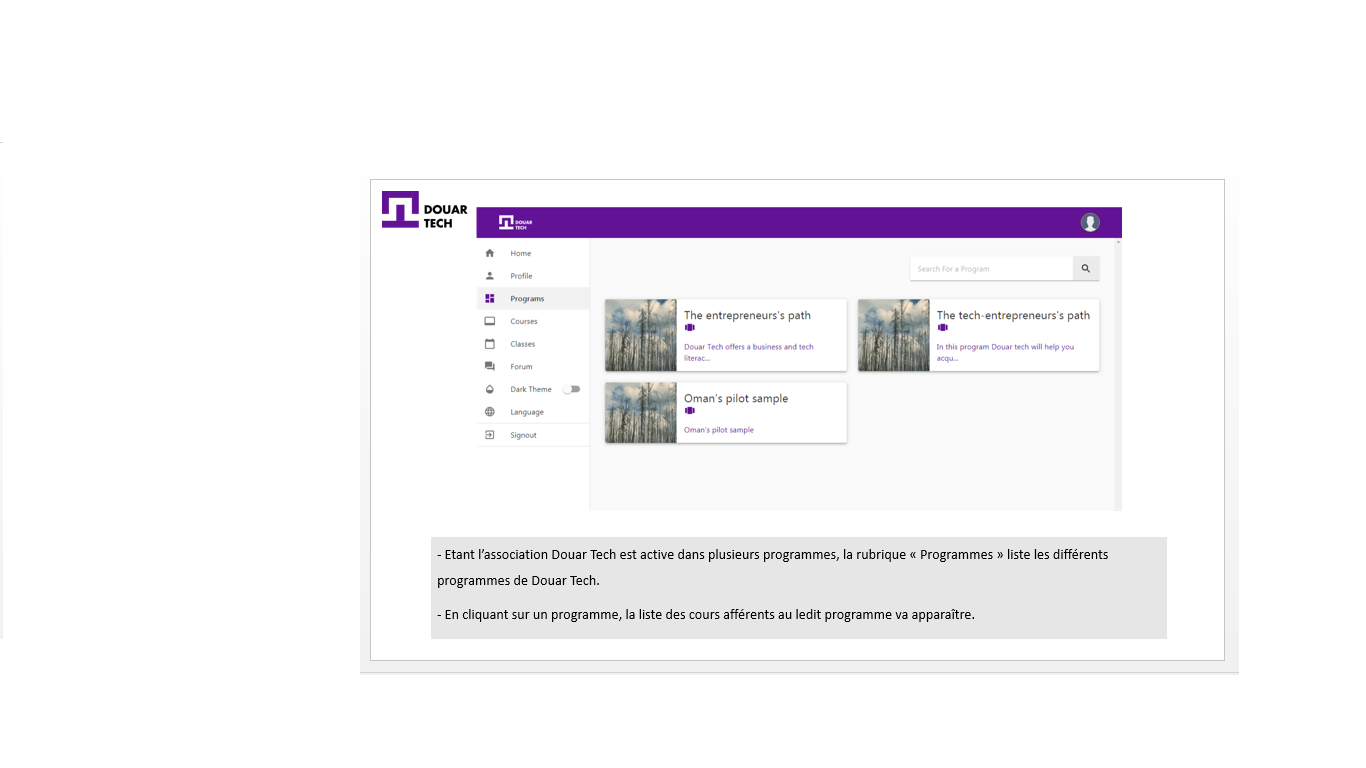 DOUAR
TECH
DOUAR
TECH
Home
Profile
Programs
Courses
Classes
Forum
Dark Theme
Language
Signout
Search For a Program
The entrepreneurs's path
Douar Tech offers a business and tech
literac...
The tech-entrepreneurs's path
In this program Douar tech will help you
acqu...
Oman's pilot sample
Oman's pilot sample
- Etant l’association Douar Tech est active dans plusieurs programmes, la rubrique « Programmes » liste les différents
programmes de Douar Tech.
- En cliquant sur un programme, la liste des cours afférents au ledit programme va apparaître.